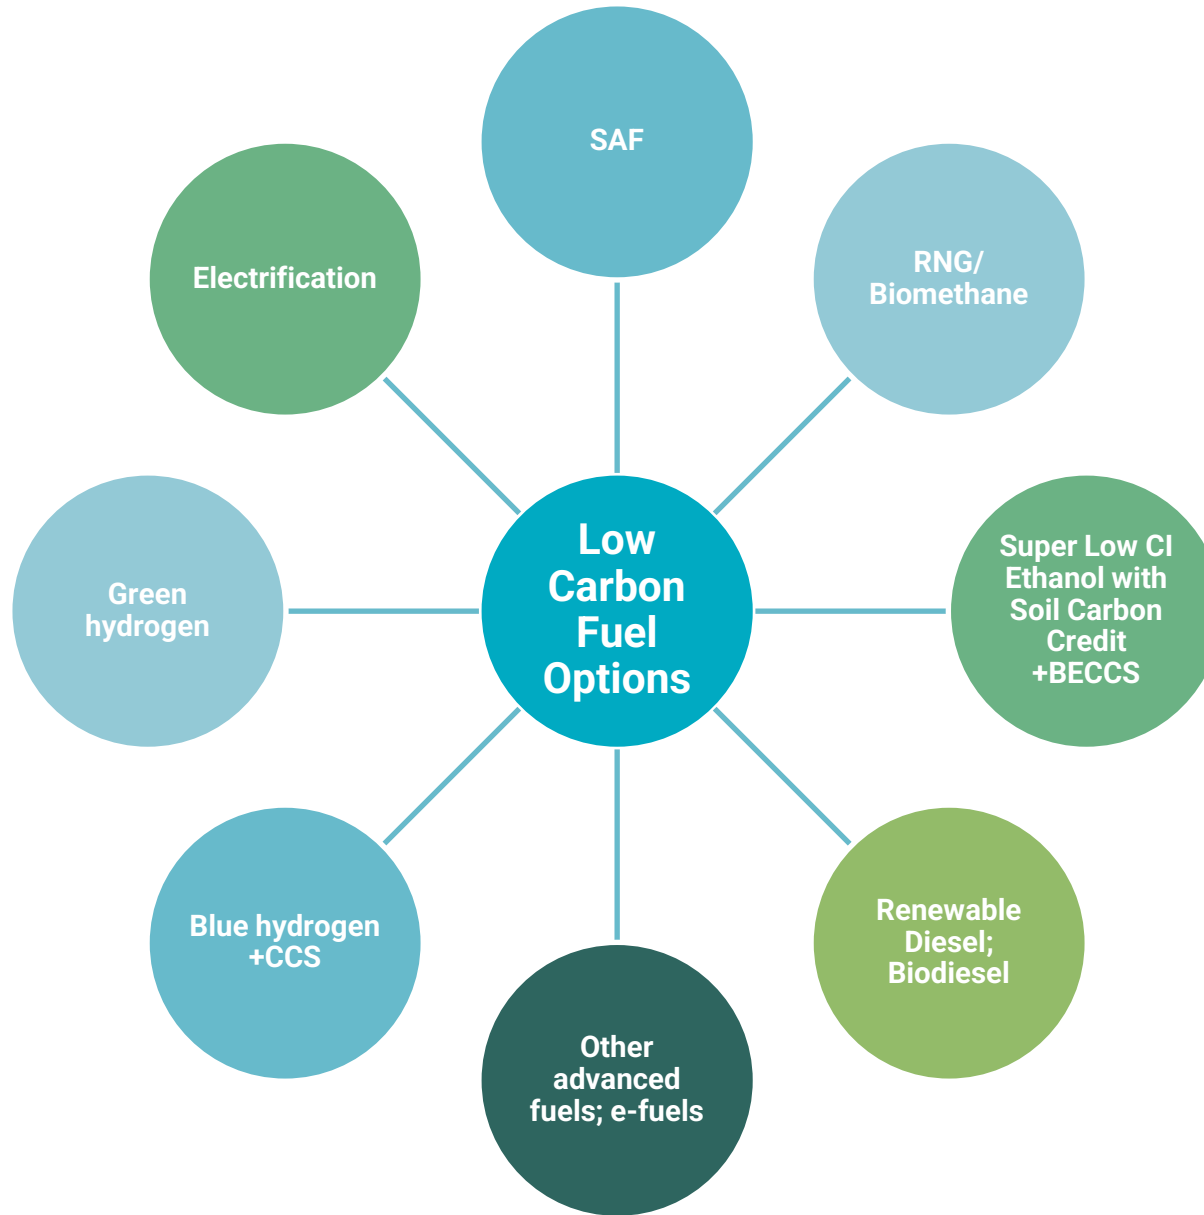 SAF
Electrification
RNG/
Biomethane
Low
Carbon
Fuel
Options
Green
hydrogen
Super Low CI
Ethanol with
Soil Carbon
Credit
+BECCS
Blue hydrogen
+CCS
Renewable
Diesel;
Biodiesel
Other
advanced
fuels; e-fuels